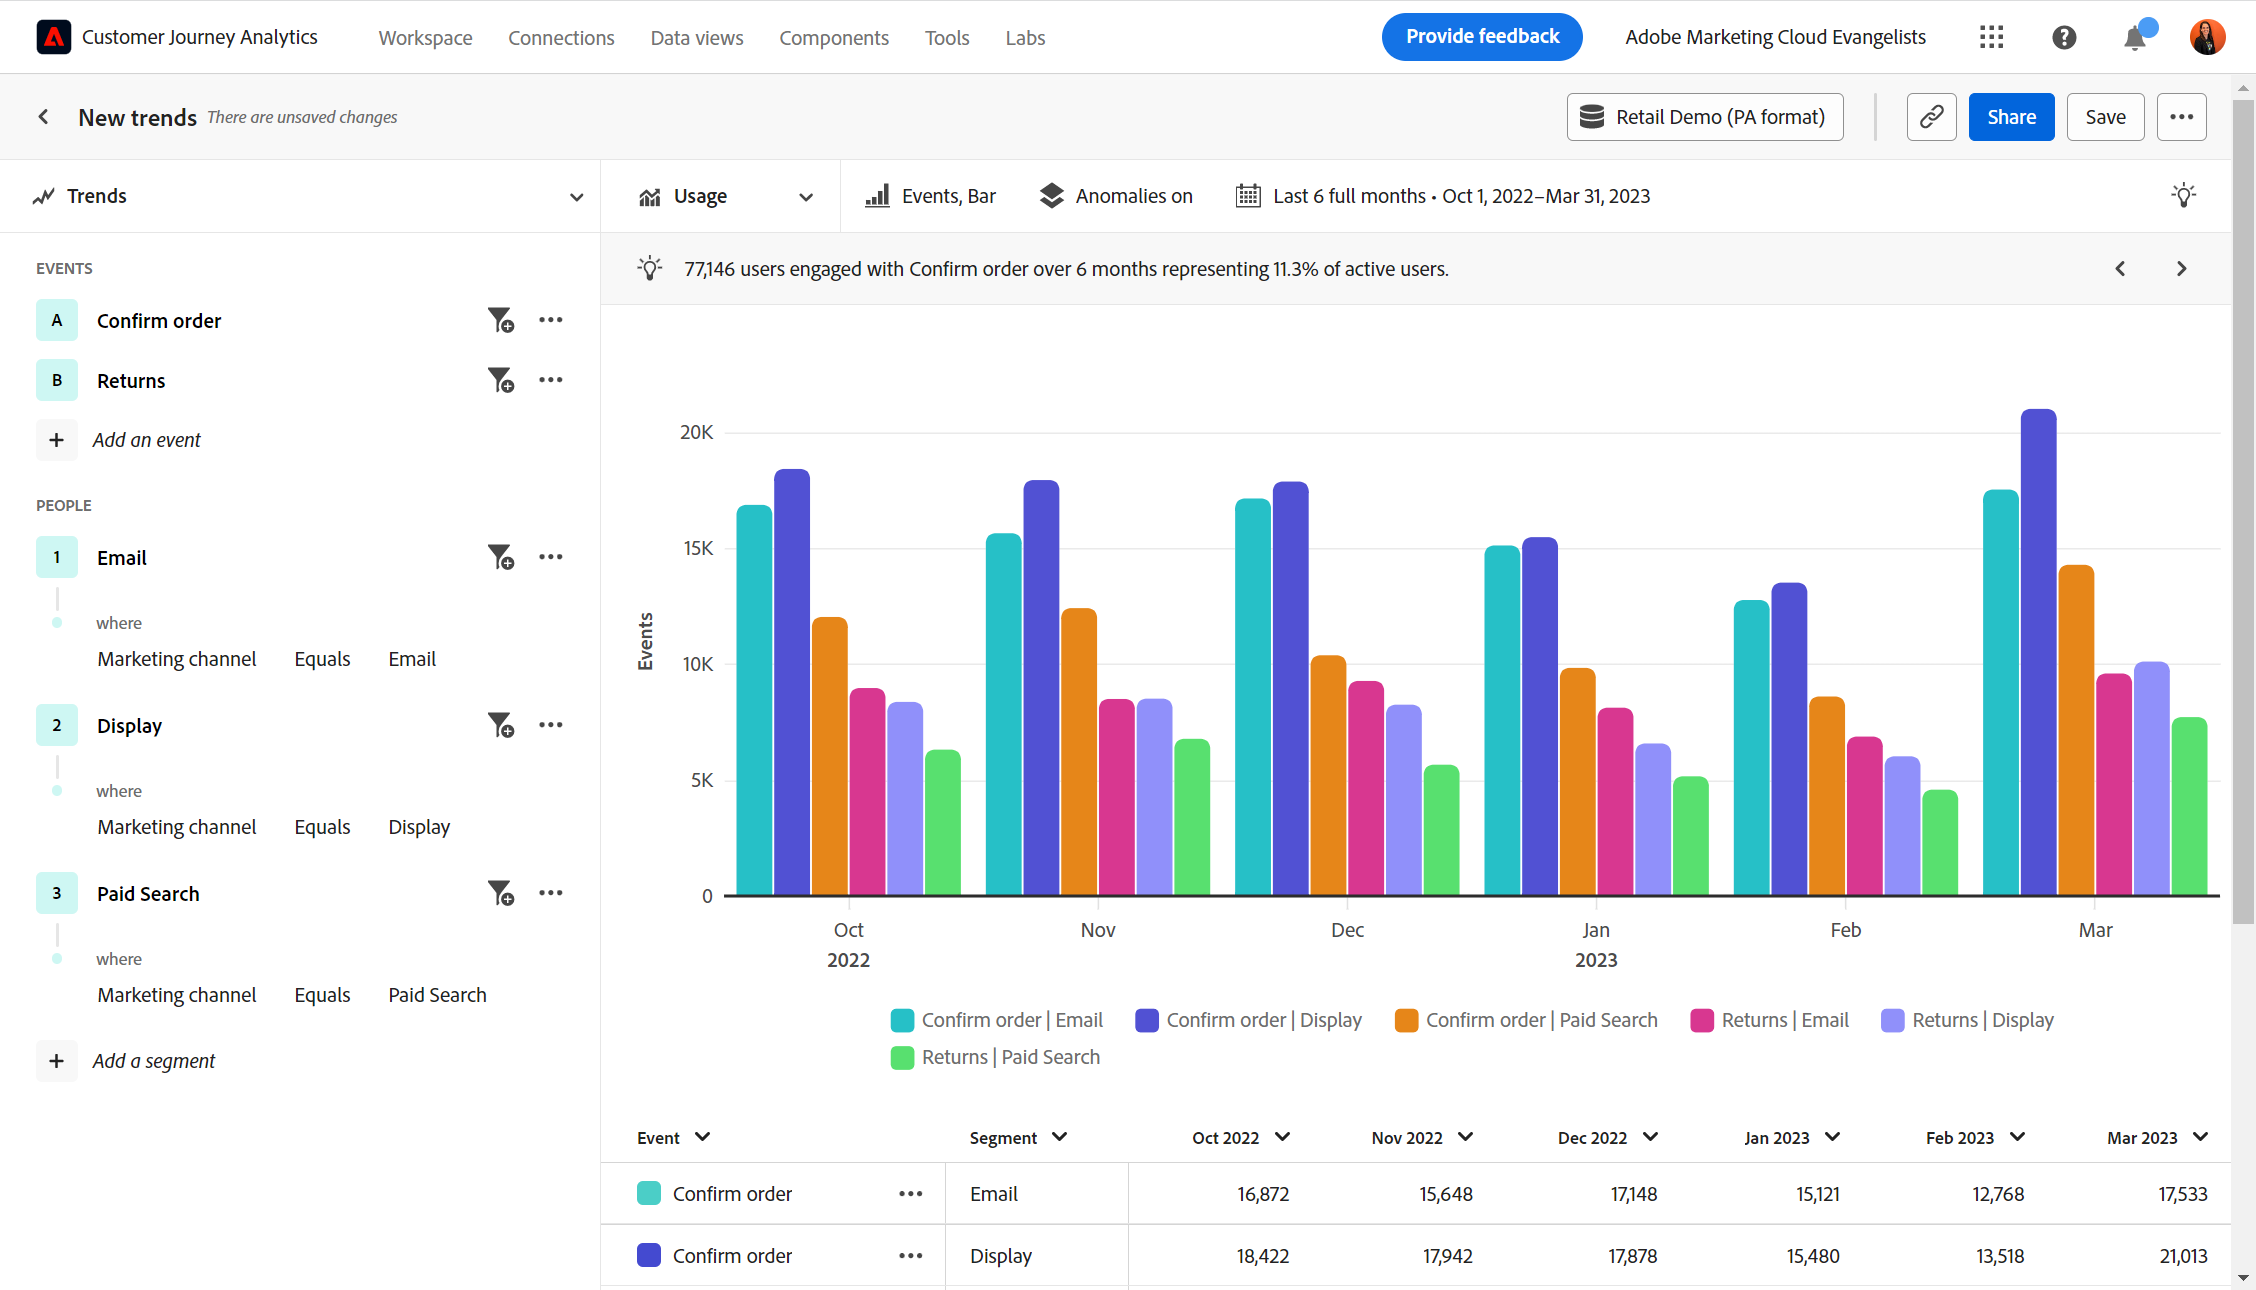 Customer Journey Analytics Workspace Connections Data views Components Tools Labs Provide feedback Adobe Marketing Cloud Evangelists
New trends There are unsaved changes Retail Demo (PA format) Share Save
Trends
Usage Events, Bar Anomalies on Last 6 full months • Oct 1, 2022–Mar 31, 2023
EVENTS
A Confirm order
B Returns
+ Add an event
PEOPLE
1 Email
where
Marketing channel Equals Email
2 Display
where
Marketing channel Equals Display
3 Paid Search
where
Marketing channel Equals Paid Search
+ Add a segment
77,146 users engaged with Confirm order over 6 months representing 11.3% of active users.
20K
15K
10K
5K
0
Events
Oct Nov Dec Jan Feb Mar
2022 2023
Confirm order | Email Confirm order | Display Confirm order | Paid Search Returns | Email Returns | Display
Returns | Paid Search
Event Segment Oct 2022 Nov 2022 Dec 2022 Jan 2023 Feb 2023 Mar 2023
Confirm order Email 16,872 15,648 17,148 15,121 12,768 17,533
Confirm order Display 18,422 17,942 17,878 15,480 13,518 21,013